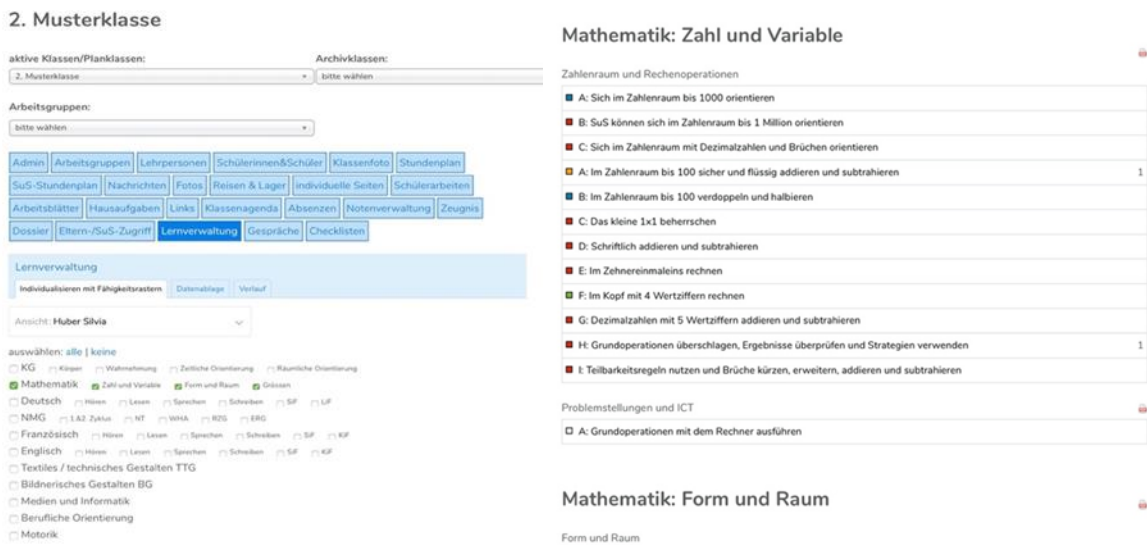 2. Musterklasse
aktive Klassen/Planklassen:
Archivklassen:
2. Musterklasse
bitte wählen
Arbeitsgruppen:
bitte wählen
Admin Arbeitsgruppen Lehrpersonen Schülerinnen&Schüler Klassenfoto Stundenplan
SuS-Stundenplan Nachrichten Fotos Reisen & Lager individuelle Seiten Schülerarbeiten
Arbeitsblätter Hausaufgaben Links Klassenagenda Absenzen Notenverwaltung Zeugnis
Dossier Eltern-/SuS-Zugriff Lernverwaltung Gespräche Checklisten
Lernverwaltung
Individualisieren mit Fähigkeitsrastern Datenablage Verlauf
Ansicht: Huber Silvia
auswählen: alle | keine
KG Körper Wahrnehmung Zeitliche Orientierung Räumliche Orientierung
Mathematik Zahl und Variable Form und Raum Grössen
Deutsch Hören Lesen Sprechen Schreiben SiF LiF
NMG 1.&2. Zyklus NT WHA RZG ERG
Französisch Hören Lesen Sprechen Schreiben SiF KiF
Englisch Hören Lesen Sprechen Schreiben SiF KiF
Textiles / technisches Gestalten TTG
Bildnerisches Gestalten BG
Medien und Informatik
Berufliche Orientierung
Motorik
Mathematik: Zahl und Variable
Zahlenraum und Rechenoperationen
A: Sich im Zahlenraum bis 1000 orientieren
B: SuS können sich im Zahlenraum bis 1 Million orientieren
C: Sich im Zahlenraum mit Dezimalzahlen und Brüchen orientieren
A: Im Zahlenraum bis 100 sicher und flüssig addieren und subtrahieren 1
B: Im Zahlenraum bis 100 verdoppeln und halbieren
C: Das kleine 1x1 beherrschen
D: Schriftlich addieren und subtrahieren
E: Im Zehnereinmaleins rechnen
F: Im Kopf mit 4 Wertziffern rechnen
G: Dezimalzahlen mit 5 Wertziffern addieren und subtrahieren
H: Grundoperationen überschlagen, Ergebnisse überprüfen und Strategien verwenden 1
I: Teilbarkeitsregeln nutzen und Brüche kürzen, erweitern, addieren und subtrahieren
Problemstellungen und ICT
A: Grundoperationen mit dem Rechner ausführen
Mathematik: Form und Raum
Form und Raum